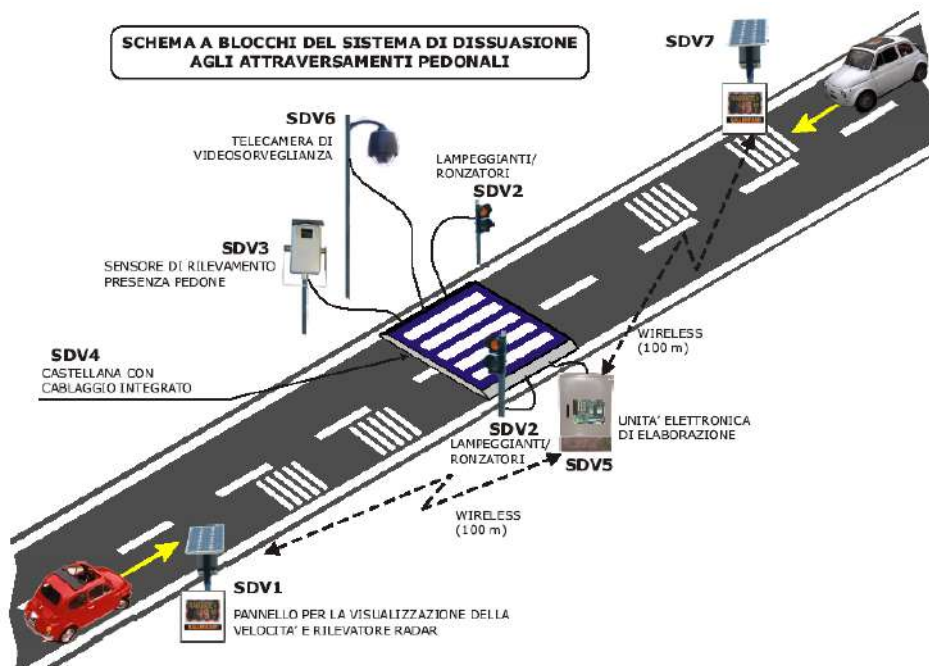 SCHEMA A BLOCCHI DEL SISTEMA DI DISSUASIONE
AGLI ATTRAVERSAMENTI PEDONALI
SDV7
SDV6
TELECAMERA DI
VIDEOSORVEGLIANZA
LAMPEGGIANTI/
RONZATORI
SDV2
SDV3
SENSORE DI RILEVAMENTO
PRESENZA PEDONE
WIRELESS
(100 m)
SDV4
CASTELLANA CON
CABLAGGIO INTEGRATO
SDV2
LAMPEGGIANTI/
RONZATORI
UNITA' ELETTRONICA
DI ELABORAZIONE
SDV5
WIRELESS
(100 m)
SDV1
PANNELLO PER LA VISUALIZZAZIONE DELLA
VELOCITA' E RILEVATORE RADAR